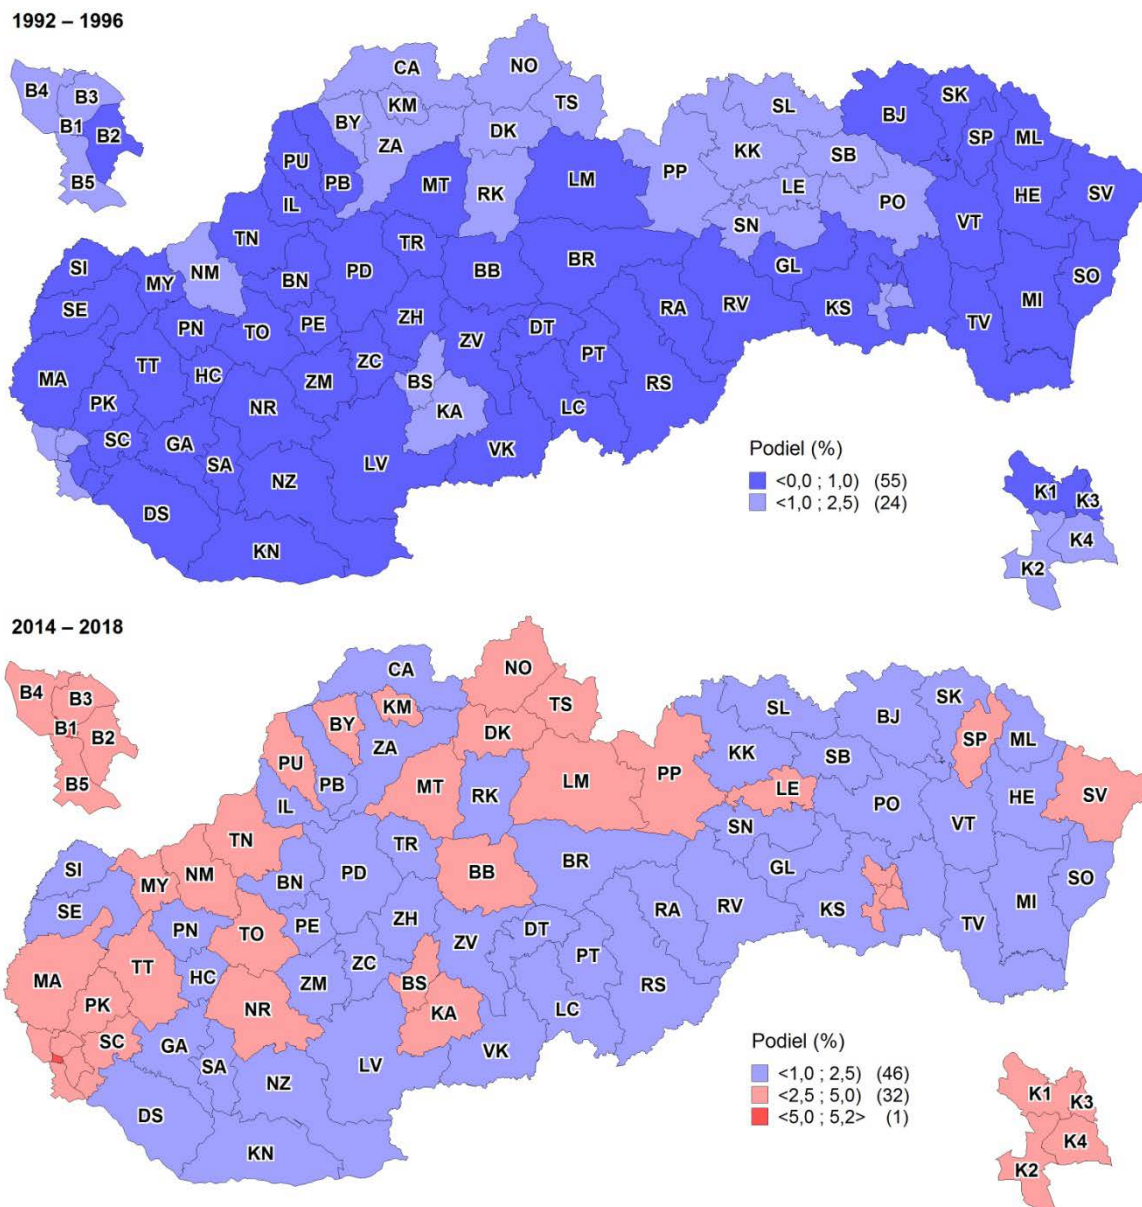 1992 – 1996
B4
B3
B1
B2
B5
CA
NO
KM
TS
BY
ZA
DK
PU
PB
MT
RK
LM
IL
SL
SK
BJ
SP
ML
KK
SB
PP
LE
PO
HE
SV
SN
VT
TN
TR
SI
MY
NM
BN
PD
BB
BR
GL
SO
SE
PN
TO
PE
ZH
ZV
DT
RA
RV
KS
MI
TV
MA
TT
HC
ZM
ZC
BS
PT
RS
PK
NR
KA
LC
SC
GA
SA
NZ
LV
VK
DS
KN
Podiel (%)
<0,0 ; 1,0) (55)
<1,0 ; 2,5) (24)
K1
K3
K4
K2
2014 – 2018
B4
B3
B1
B2
B5
CA
NO
KM
TS
BY
ZA
DK
PU
PB
MT
RK
LM
IL
SL
SK
BJ
SP
ML
KK
SB
PP
LE
PO
HE
SV
SN
VT
TN
TR
SI
MY
NM
BN
PD
BB
BR
GL
SO
SE
PN
TO
PE
ZH
ZV
DT
RA
RV
KS
MI
TV
MA
TT
HC
ZM
ZC
BS
PT
RS
PK
NR
KA
LC
SC
GA
SA
NZ
LV
VK
DS
KN
Podiel (%)
<1,0 ; 2,5) (46)
<2,5 ; 5,0) (32)
<5,0 ; 5,2> (1)
K1
K3
K4
K2